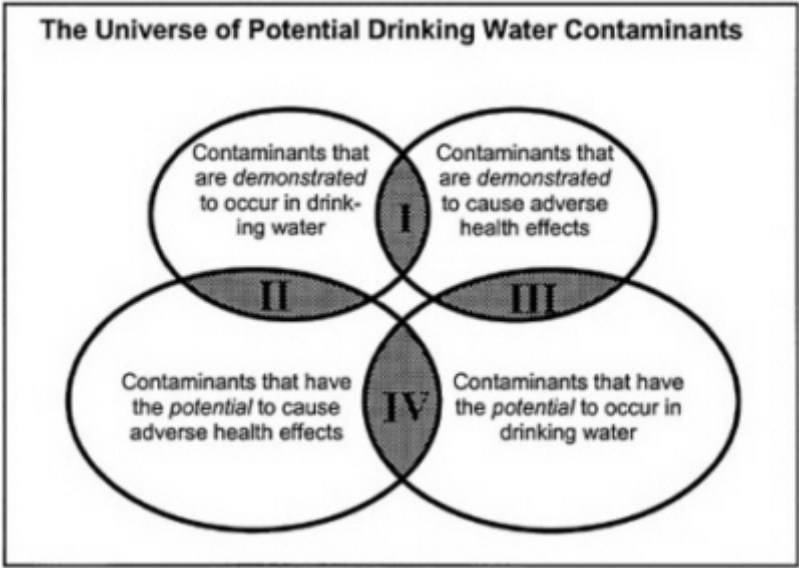 The Universe of Potential Drinking Water Contaminants
Contaminants that
are demonstrated
to occur in drink-
ing water
I
Contaminants that
are demonstrated
to cause adverse
health effects
II
III
Contaminants that have
the potential to cause
adverse health effects
IV
Contaminants that have
the potential to occur in
drinking water